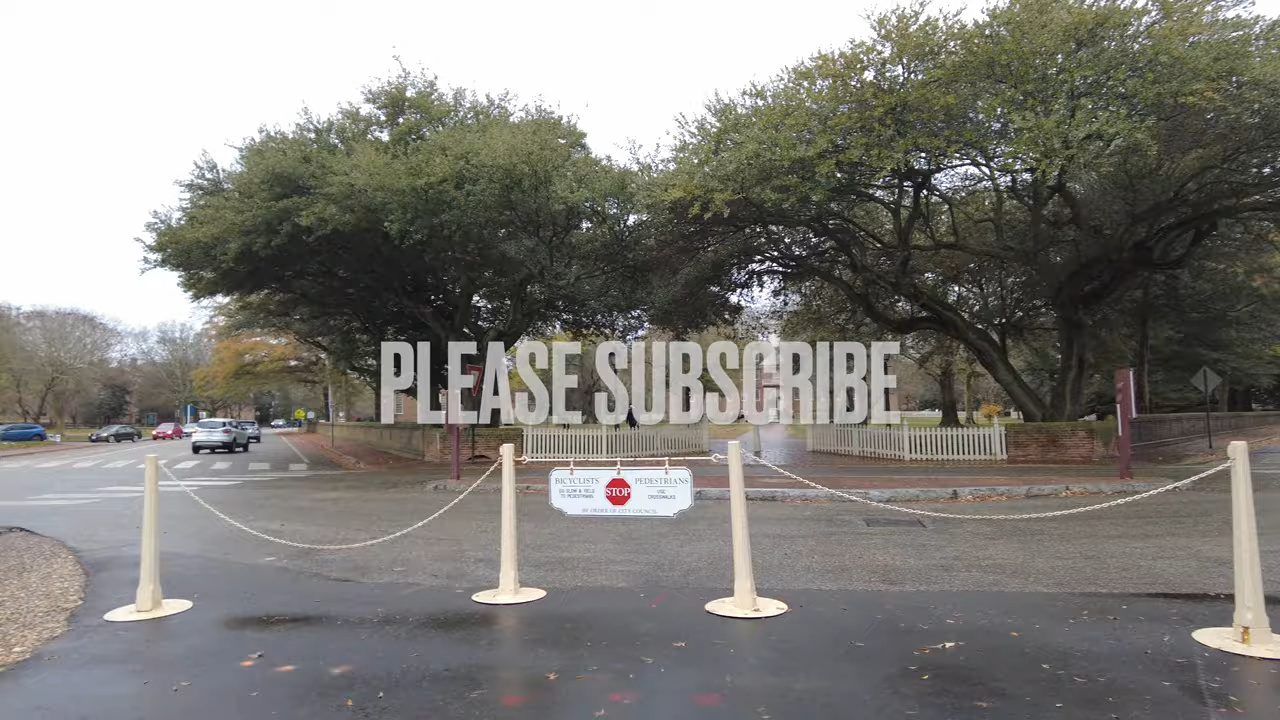 PLEASE SUBSCRIBE
BICYCLISTS
GO SLOW & YIELD
TO PEDESTRIANS
STOP
PEDESTRIANS
USE
CROSSWALKS
BY ORDER OF CITY COUNCIL